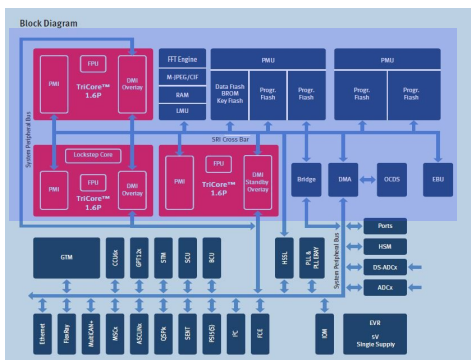 Block Diagram
FPU
PMI
TriCore™
1.6P
DMI
Overlay
FFT Engine
M-JPEG/CIF
RAM
LMU
PMU
Data Flash
BROM
Key Flash
Progr.
Flash
Progr.
Flash
PMU
Progr.
Flash
Progr.
Flash
System Peripheral Bus
SRI Cross Bar
Lockstep Core
PMI
FPU
TriCore™
1.6P
DMI
Overlay
PMI
FPU
TriCore™
1.6P
DMI
Standby
Overlay
Bridge
DMA
OCDS
EBU
System Peripheral Bus
Ports
HSM
DS-ADCx
ADCx
GTM
CCU6x
GPT12x
STM
SCU
BCU
HSSL
PLL &
PLL ERAY
Ethernet
FlexRay
MultiCAN+
MSCx
ASCLINx
QSPIx
SENT
PSI(S)
I²C
FCE
IOM
EVR
5V
Single Supply